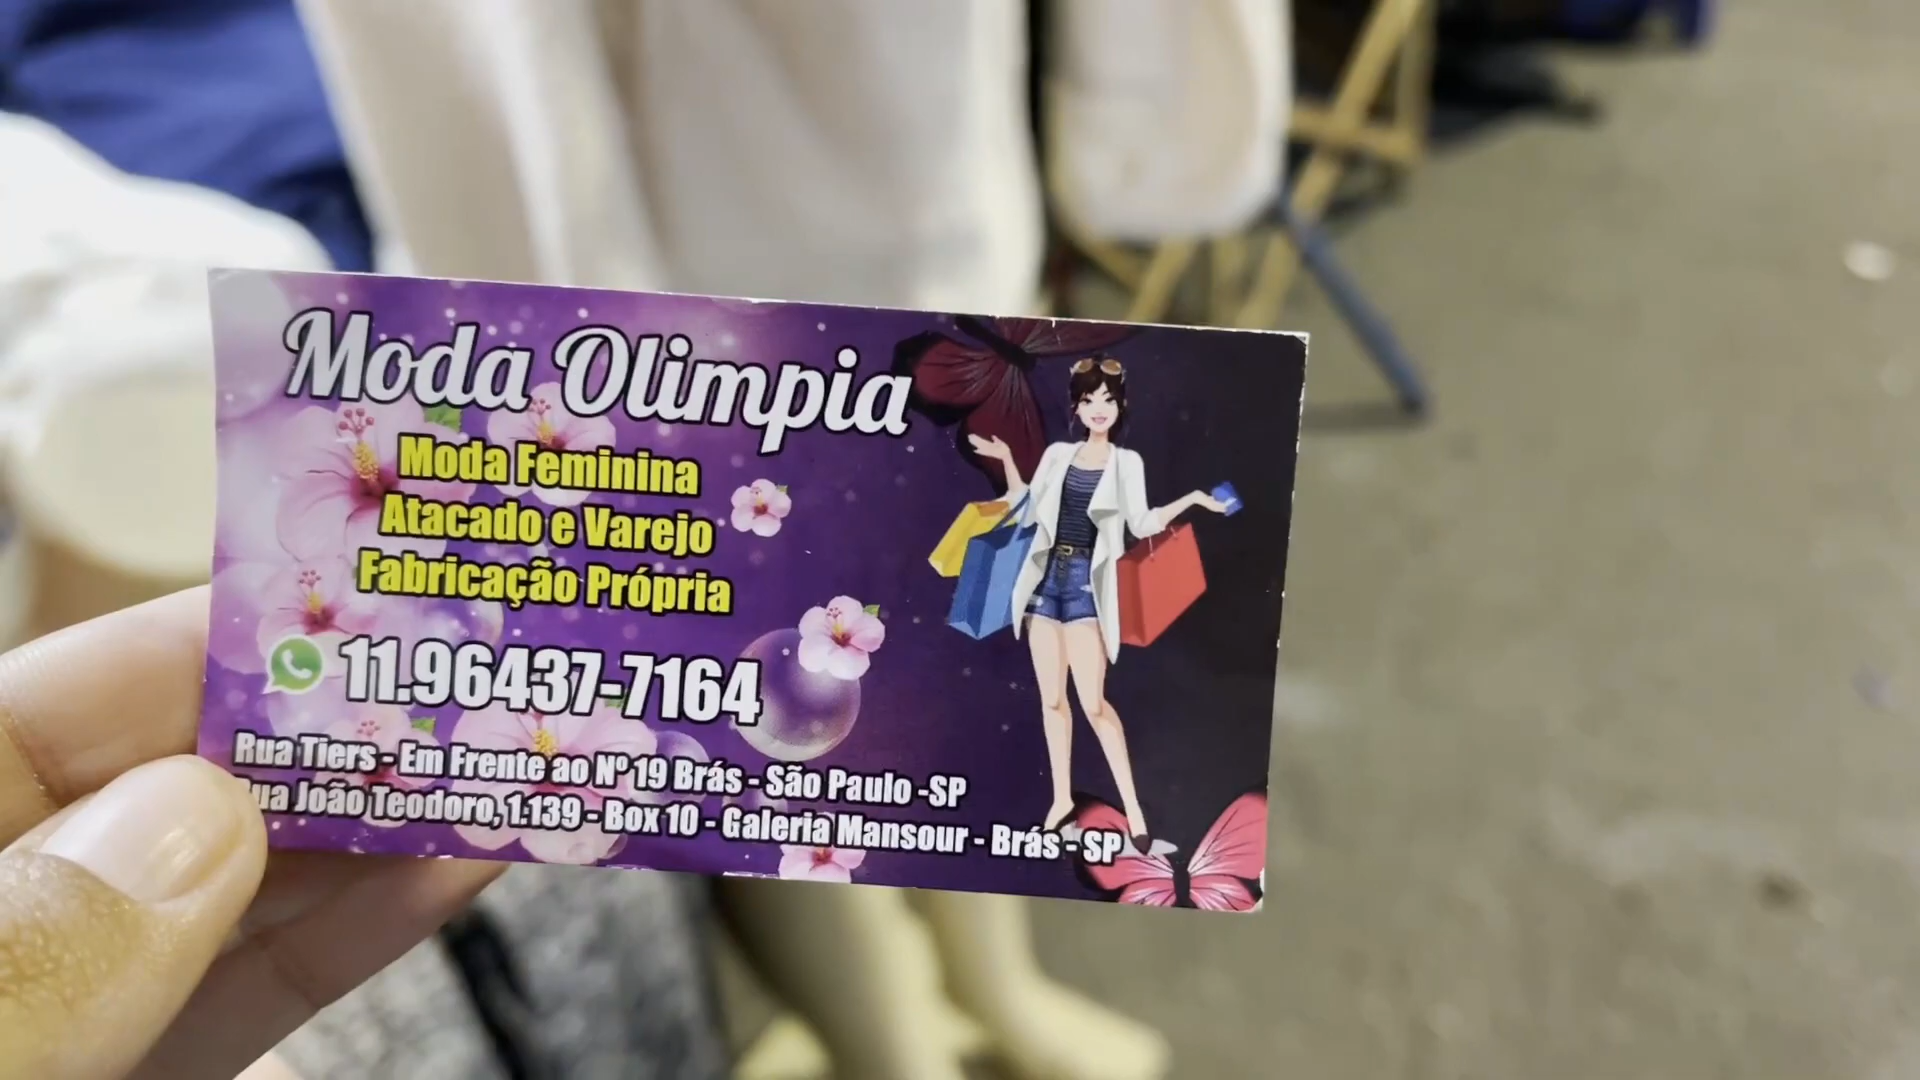 Moda Olimpia
Moda Feminina
Atacado e Varejo
Fabricação Própria
11.96437-7164
Rua Tiers - Em Frente ao Nº 19 Brás - São Paulo -SP
Rua João Teodoro, 1.139 - Box 10 - Galeria Mansour - Brás - SP